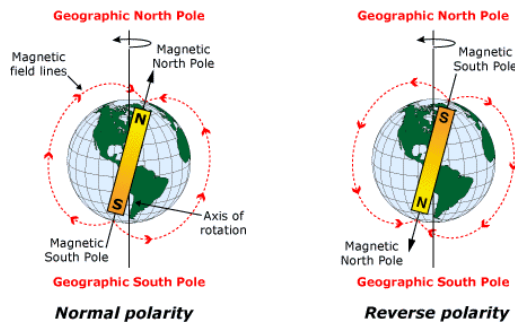 Geographic North Pole
Magnetic
North Pole
Magnetic
field lines
N
S
Axis of
rotation
Magnetic
South Pole
Geographic South Pole
Normal polarity
Geographic North Pole
Magnetic
South Pole
S
N
Magnetic
North Pole
Geographic South Pole
Reverse polarity